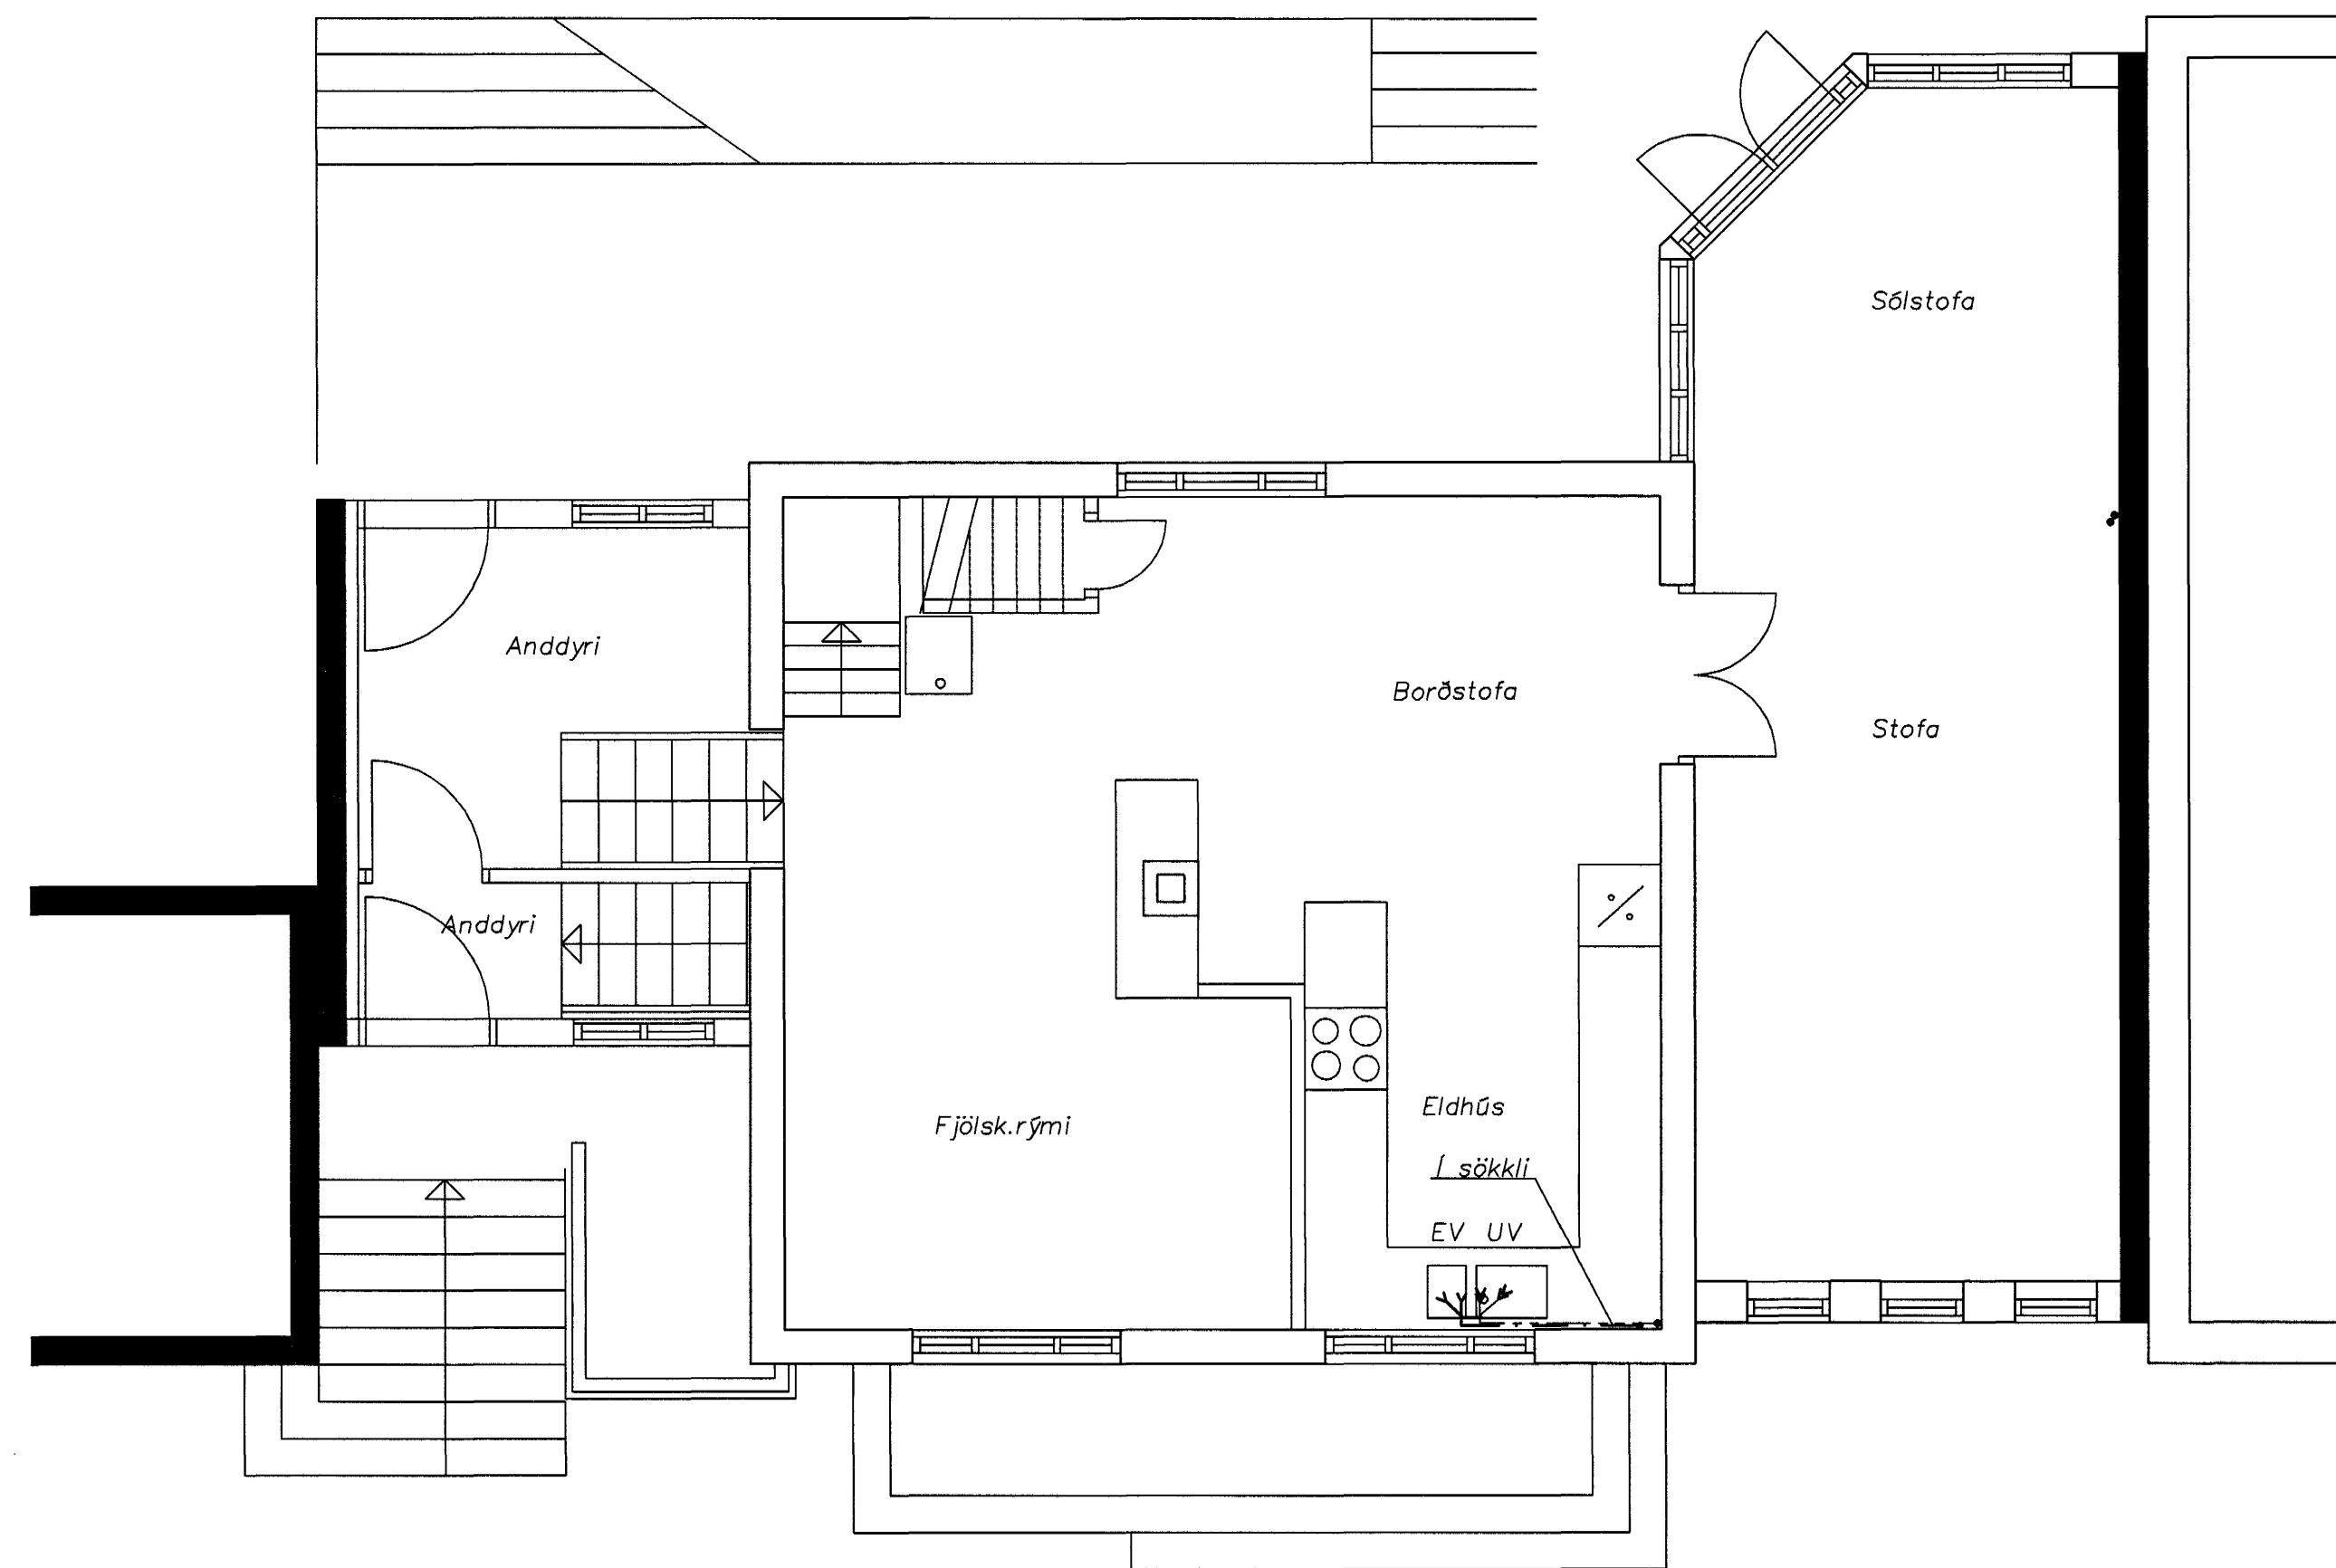 Sólstofa
Anddyri
Borðstofa
Stofa
Anddyri
Eldhús
Fjölsk.rými
Í sökkli
EV UV